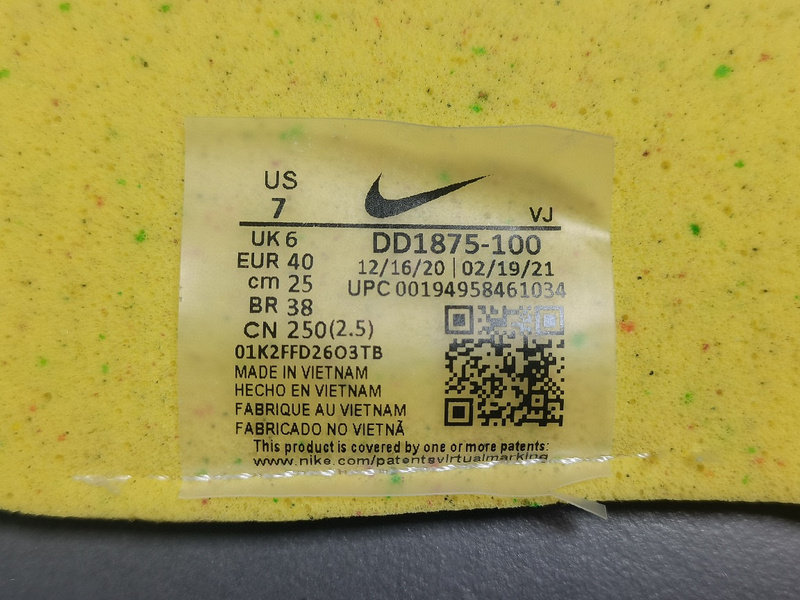 US
7
VJ
UK 6
EUR 40
cm 25
BR 38
CN 250(2.5)
DD1875-100
12/16/20 | 02/19/21
UPC 00194958461034
01K2FFD26O3TB
MADE IN VIETNAM
HECHO EN VIETNAM
FABRIQUE AU VIETNAM
FABRICADO NO VIETNÃ
This product is covered by one or more patents:
www.nike.com/patentsvirtualmarking